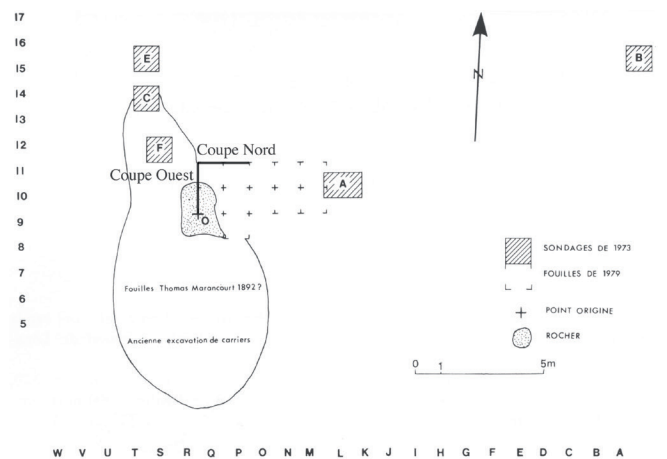 17
16
15
14
13
12
11
10
9
8
7
6
5
E
B
C
N
F
Coupe Nord
Coupe Ouest
A
O
SONDAGES DE 1973
FOUILLES DE 1979
Fouilles Thomas Marancourt 1892 ?
POINT ORIGINE
Ancienne excavation de carriers
ROCHER
0 1 5m
W V U T S R Q P O N M L K J I H G F E D C B A